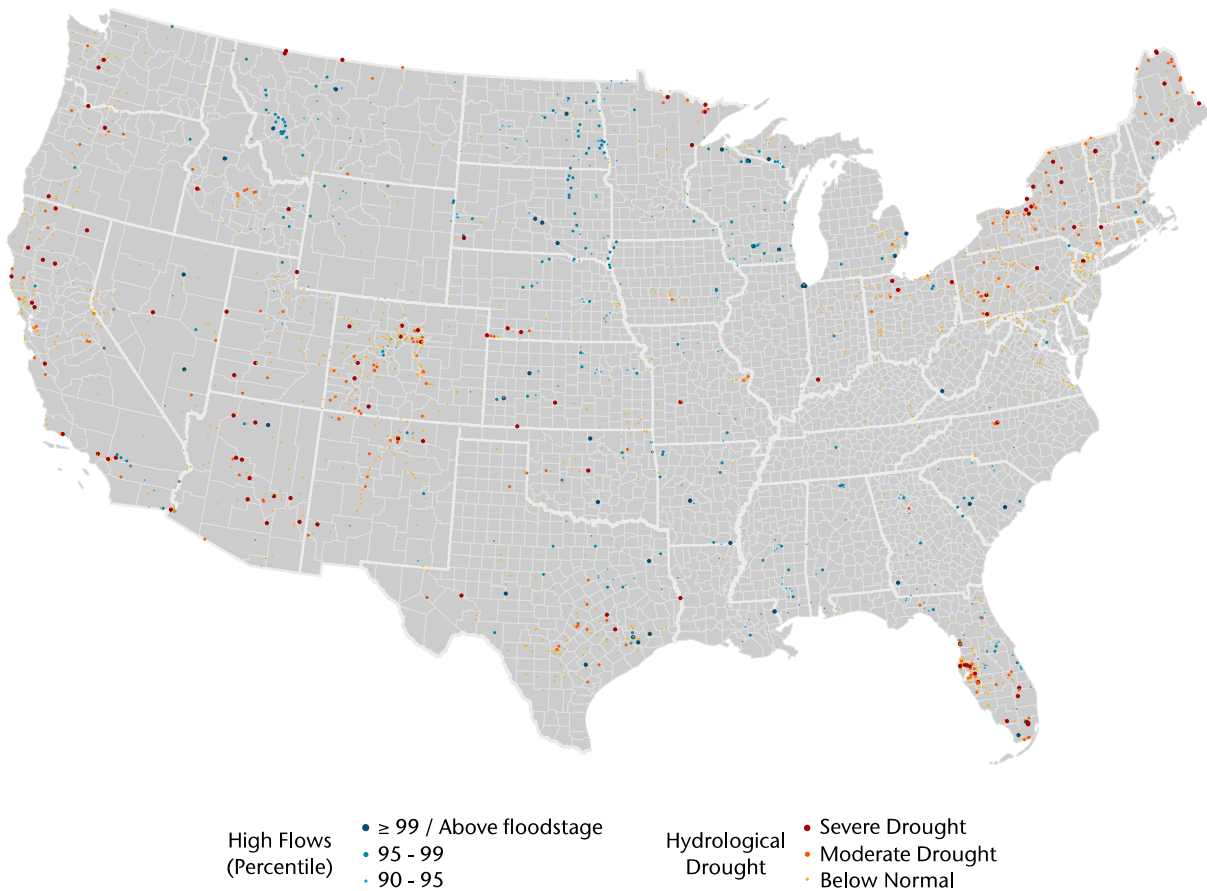 High Flows
(Percentile)
≥ 99 / Above floodstage
95 - 99
90 - 95
Hydrological
Drought
Severe Drought
Moderate Drought
Below Normal